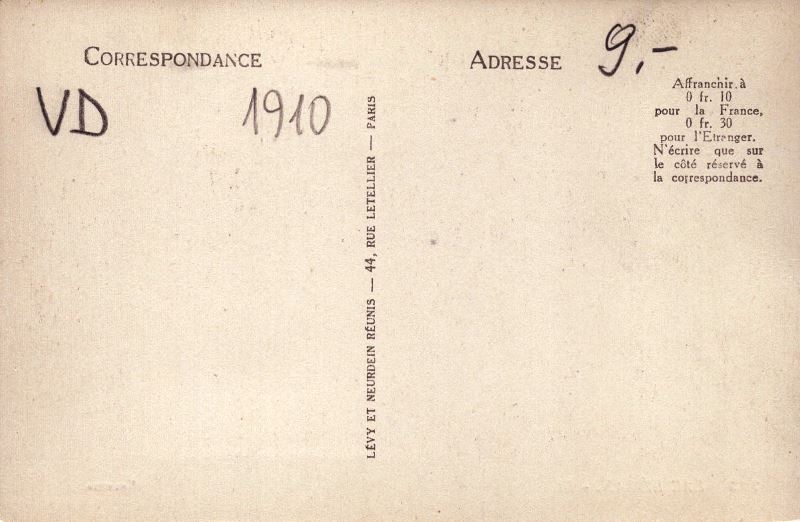 CORRESPONDANCE
VD
1910
LÉVY ET NEURDEIN RÉUNIS — 44, RUE LETELLIER — PARIS
ADRESSE
9,-
Affranchir à
0 fr. 10
pour la France,
0 fr. 30
pour l'Etranger.
N'écrire que sur
le côté réservé à
la correspondance.